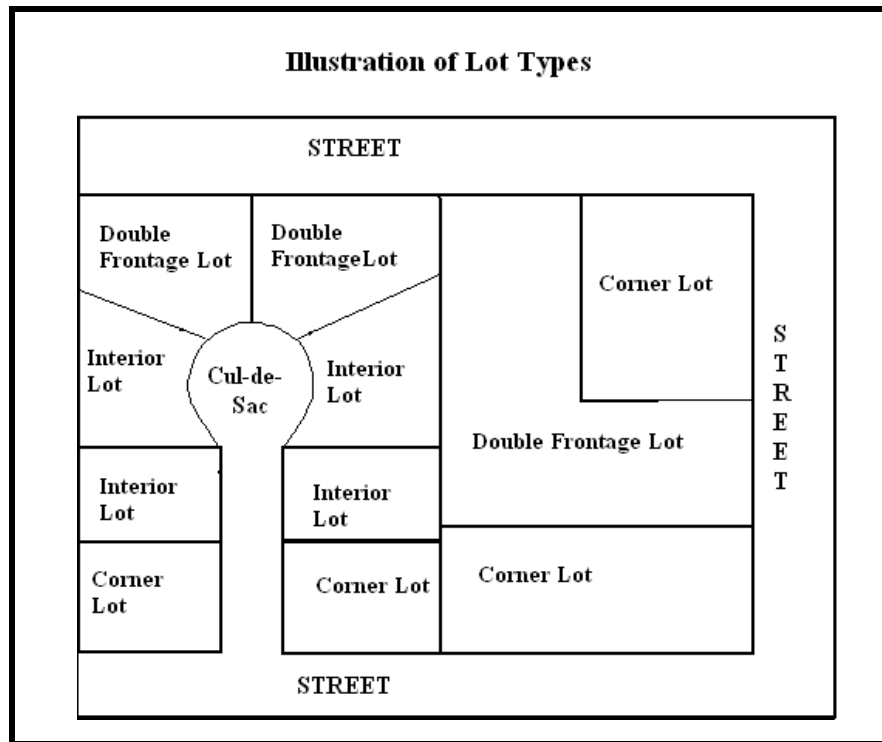 Illustration of Lot Types
STREET
Double
Frontage Lot
Double
FrontageLot
Corner Lot
STREET
Interior
Lot
Cul-de-
Sac
Interior
Lot
Double Frontage Lot
Interior
Lot
Interior
Lot
Corner
Lot
Corner Lot
Corner Lot
STREET